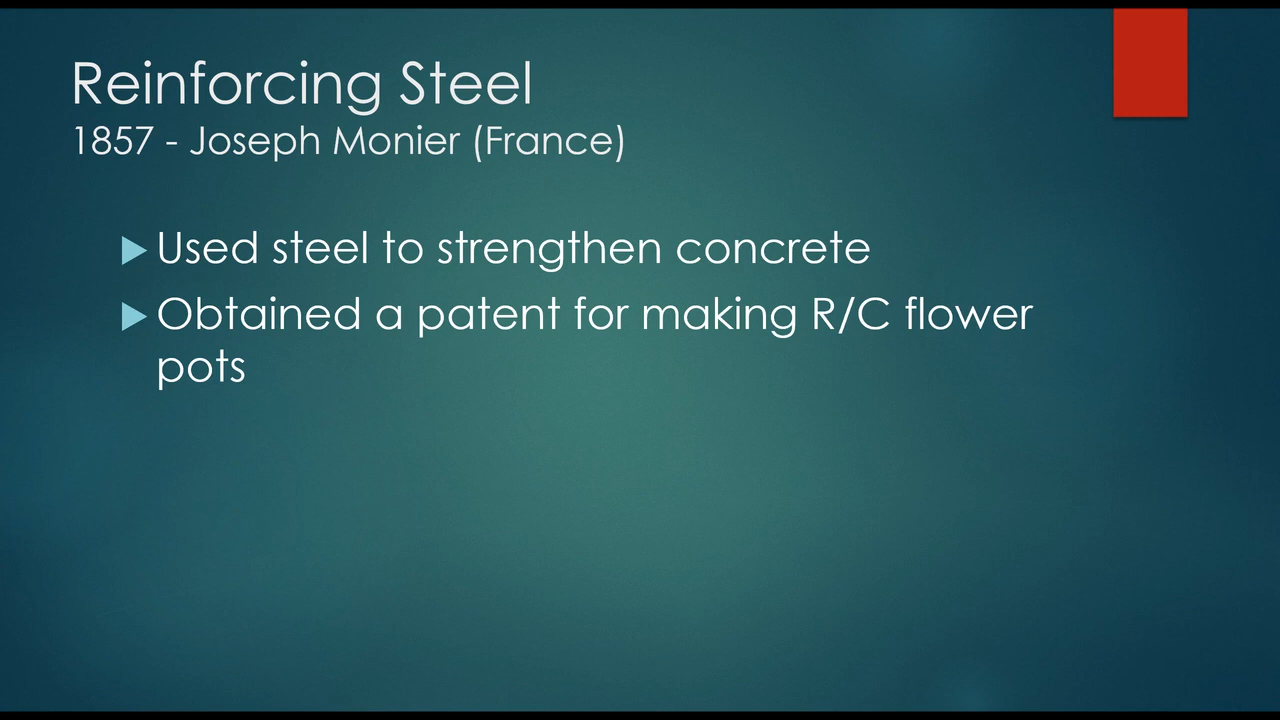 Reinforcing Steel
1857 - Joseph Monier (France)
Used steel to strengthen concrete
Obtained a patent for making R/C flower
pots